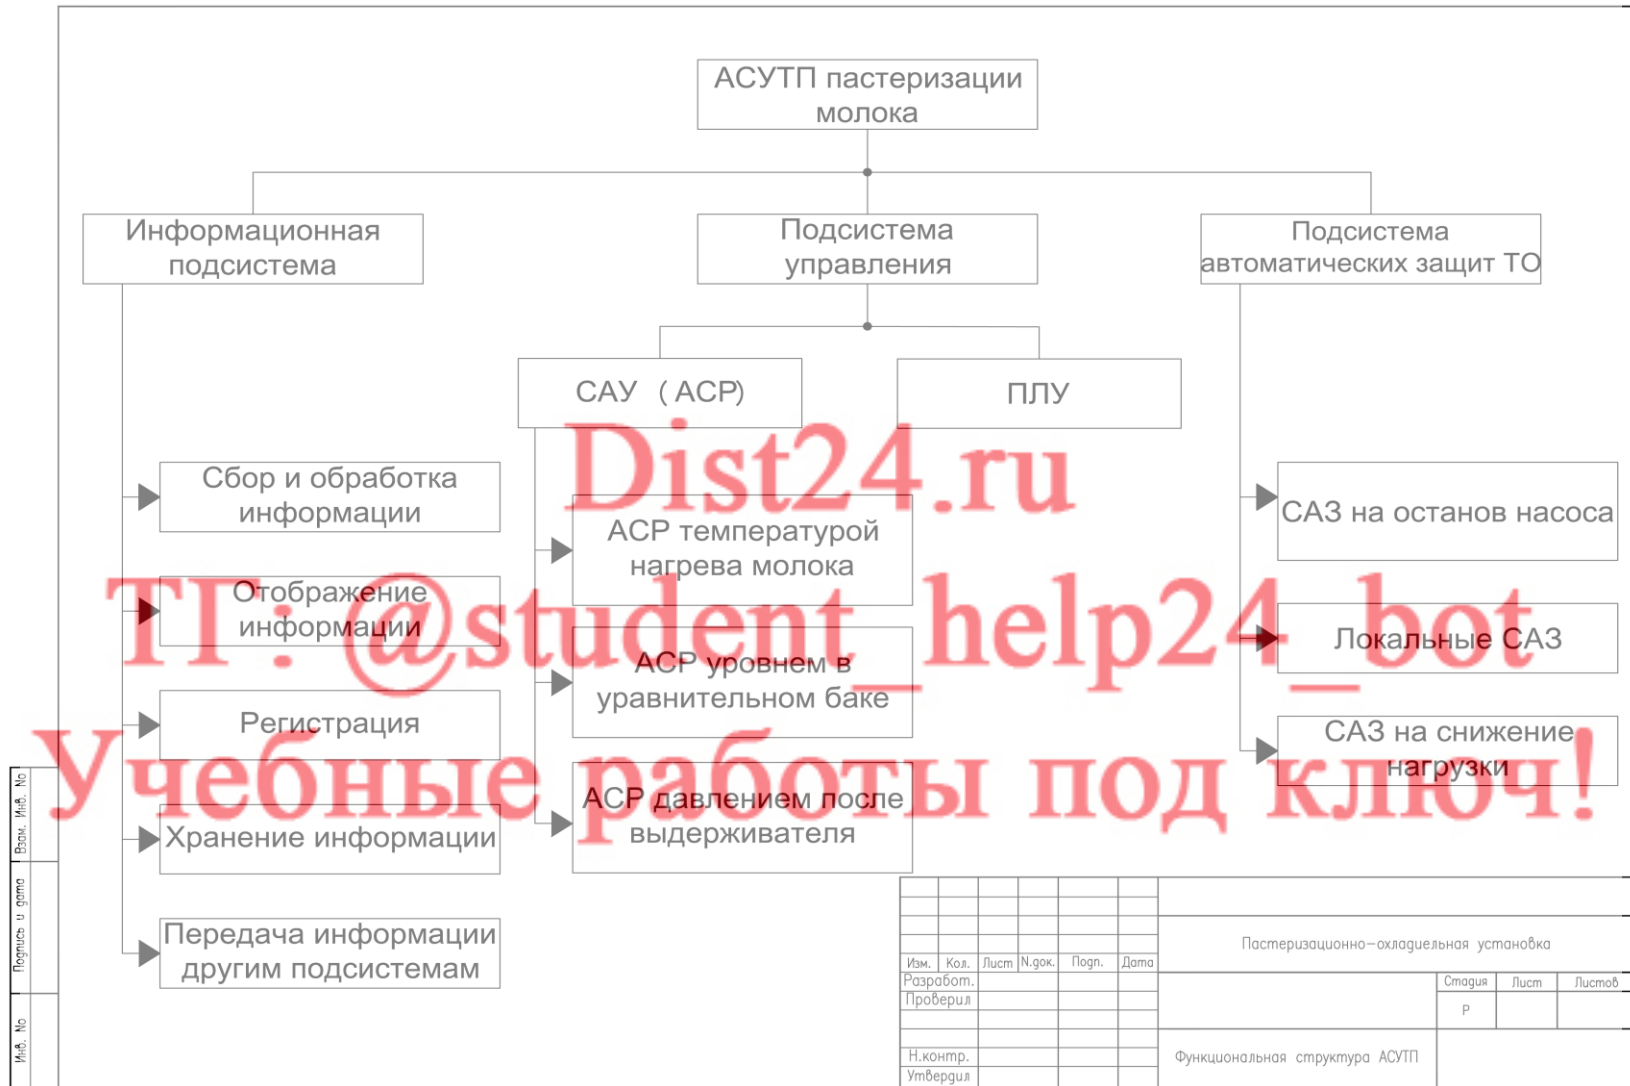 АСУТП пастеризации
молока
Информационная
подсистема
Подсистема
управления
Подсистема
автоматических защит ТО
САУ ( АСР)
ПЛУ
Dist24.ru
Сбор и обработка
информации
АСР температурой
нагрева молока
САЗ на останов насоса
ТГ: @student_help24_bot
Отображение
информации
АСР уровнем в
уравнительном баке
Локальные САЗ
Регистрация
САЗ на снижение
нагрузки
Учебные работы под ключ!
АСР давлением после
выдерживателя
Хранение информации
Передача информации
другим подсистемам
Взам. Инв. No
Подпись и дата
Инв. No
Пастеризационно-охладиельная установка
Изм. Кол. Лист N.док. Подп. Дата
Разработ.
Проверил
Стадия Лист Листов
Р
Н.контр.
Утвердил
Функциональная структура АСУТП